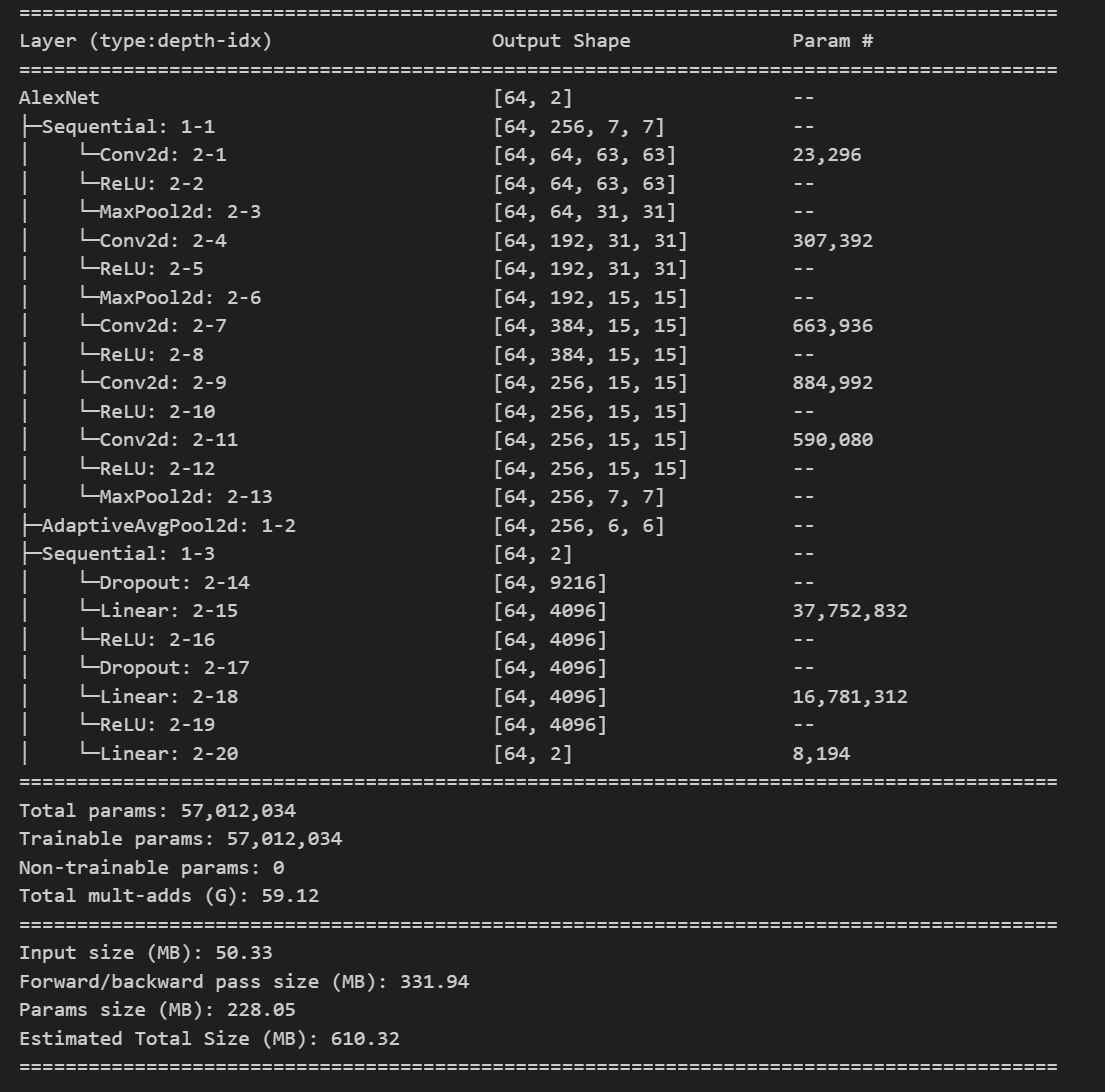 ==========================================================================================
Layer (type:depth-idx)                   Output Shape              Param #
==========================================================================================
AlexNet                                  [64, 2]                   --
├─Sequential: 1-1                        [64, 256, 7, 7]           --
│    └─Conv2d: 2-1                       [64, 64, 63, 63]          23,296
│    └─ReLU: 2-2                         [64, 64, 63, 63]          --
│    └─MaxPool2d: 2-3                    [64, 64, 31, 31]          --
│    └─Conv2d: 2-4                       [64, 192, 31, 31]         307,392
│    └─ReLU: 2-5                         [64, 192, 31, 31]         --
│    └─MaxPool2d: 2-6                    [64, 192, 15, 15]         --
│    └─Conv2d: 2-7                       [64, 384, 15, 15]         663,936
│    └─ReLU: 2-8                         [64, 384, 15, 15]         --
│    └─Conv2d: 2-9                       [64, 256, 15, 15]         884,992
│    └─ReLU: 2-10                        [64, 256, 15, 15]         --
│    └─Conv2d: 2-11                      [64, 256, 15, 15]         590,080
│    └─ReLU: 2-12                        [64, 256, 15, 15]         --
│    └─MaxPool2d: 2-13                   [64, 256, 7, 7]           --
├─AdaptiveAvgPool2d: 1-2                 [64, 256, 6, 6]           --
├─Sequential: 1-3                        [64, 2]                   --
│    └─Dropout: 2-14                     [64, 9216]                --
│    └─Linear: 2-15                      [64, 4096]                37,752,832
│    └─ReLU: 2-16                        [64, 4096]                --
│    └─Dropout: 2-17                     [64, 4096]                --
│    └─Linear: 2-18                      [64, 4096]                16,781,312
│    └─ReLU: 2-19                        [64, 4096]                --
│    └─Linear: 2-20                      [64, 2]                   8,194
==========================================================================================
Total params: 57,012,034
Trainable params: 57,012,034
Non-trainable params: 0
Total mult-adds (G): 59.12
==========================================================================================
Input size (MB): 50.33
Forward/backward pass size (MB): 331.94
Params size (MB): 228.05
Estimated Total Size (MB): 610.32
==========================================================================================